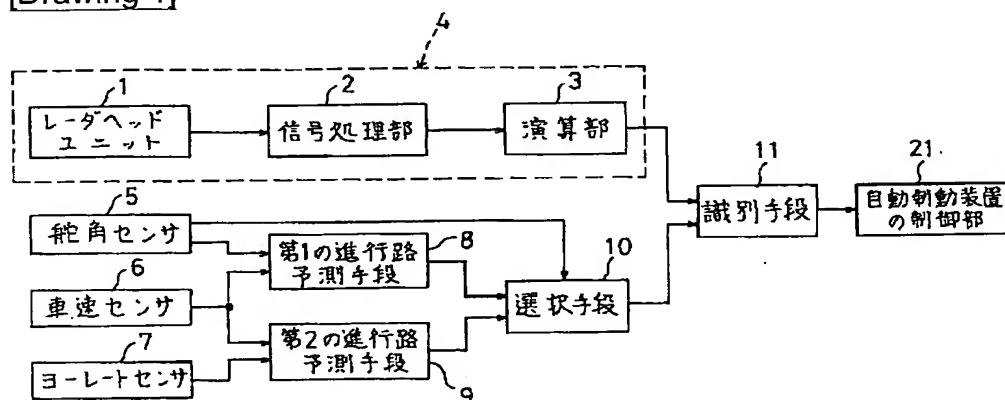 [Drawing 1]
4
1
レーダヘッド
ユニット
2
信号処理部
3
演算部
11
識別手段
21
自動制動装置
の制御部
5
舵角センサ
6
車速センサ
7
ヨーレートセンサ
第1の進行路
予測手段
8
第2の進行路
予測手段
9
10
選択手段